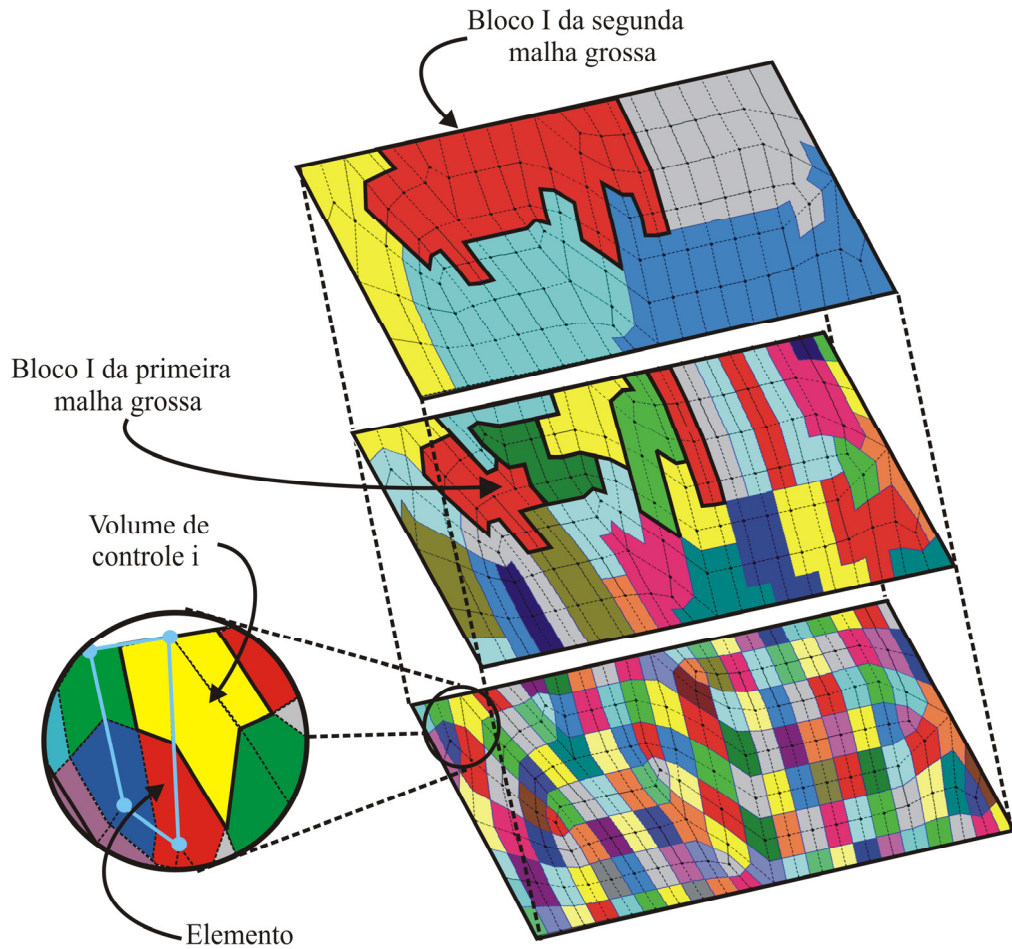 Bloco I da segunda
malha grossa
Bloco I da primeira
malha grossa
Volume de
controle i
Elemento